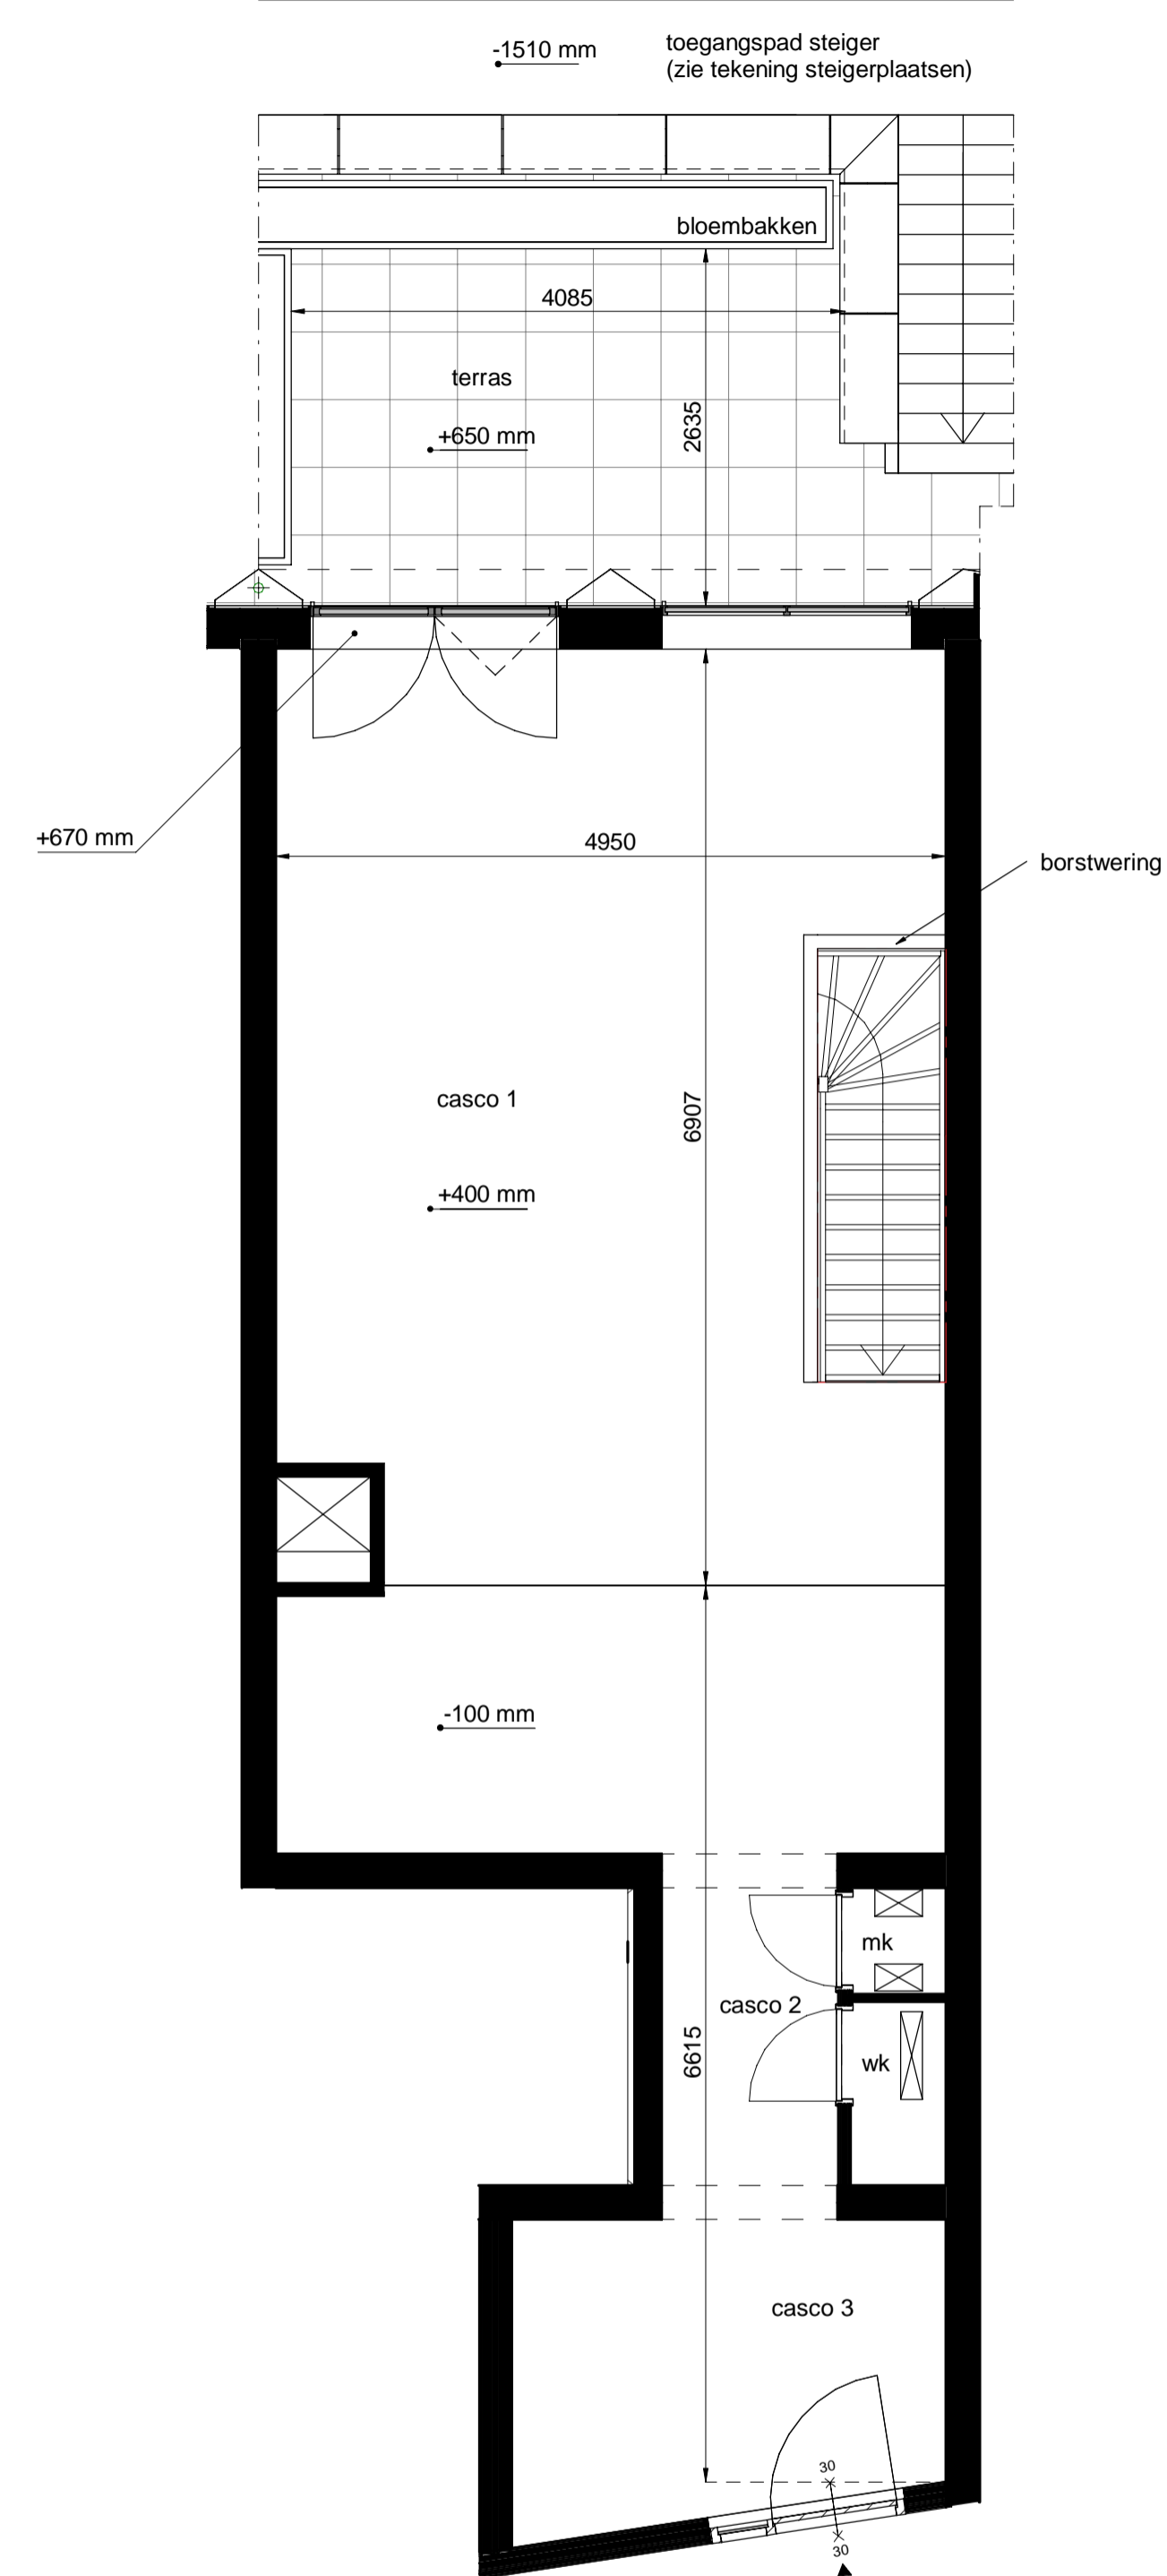 -1510 mm
toegangspad steiger
(zie tekening steigerplaatsen)
bloembakken
4085
terras
2635
+650 mm
+670 mm
4950
borstwering
casco 1
6907
+400 mm
-100 mm
mk
casco 2
6615
wk
casco 3
30
30